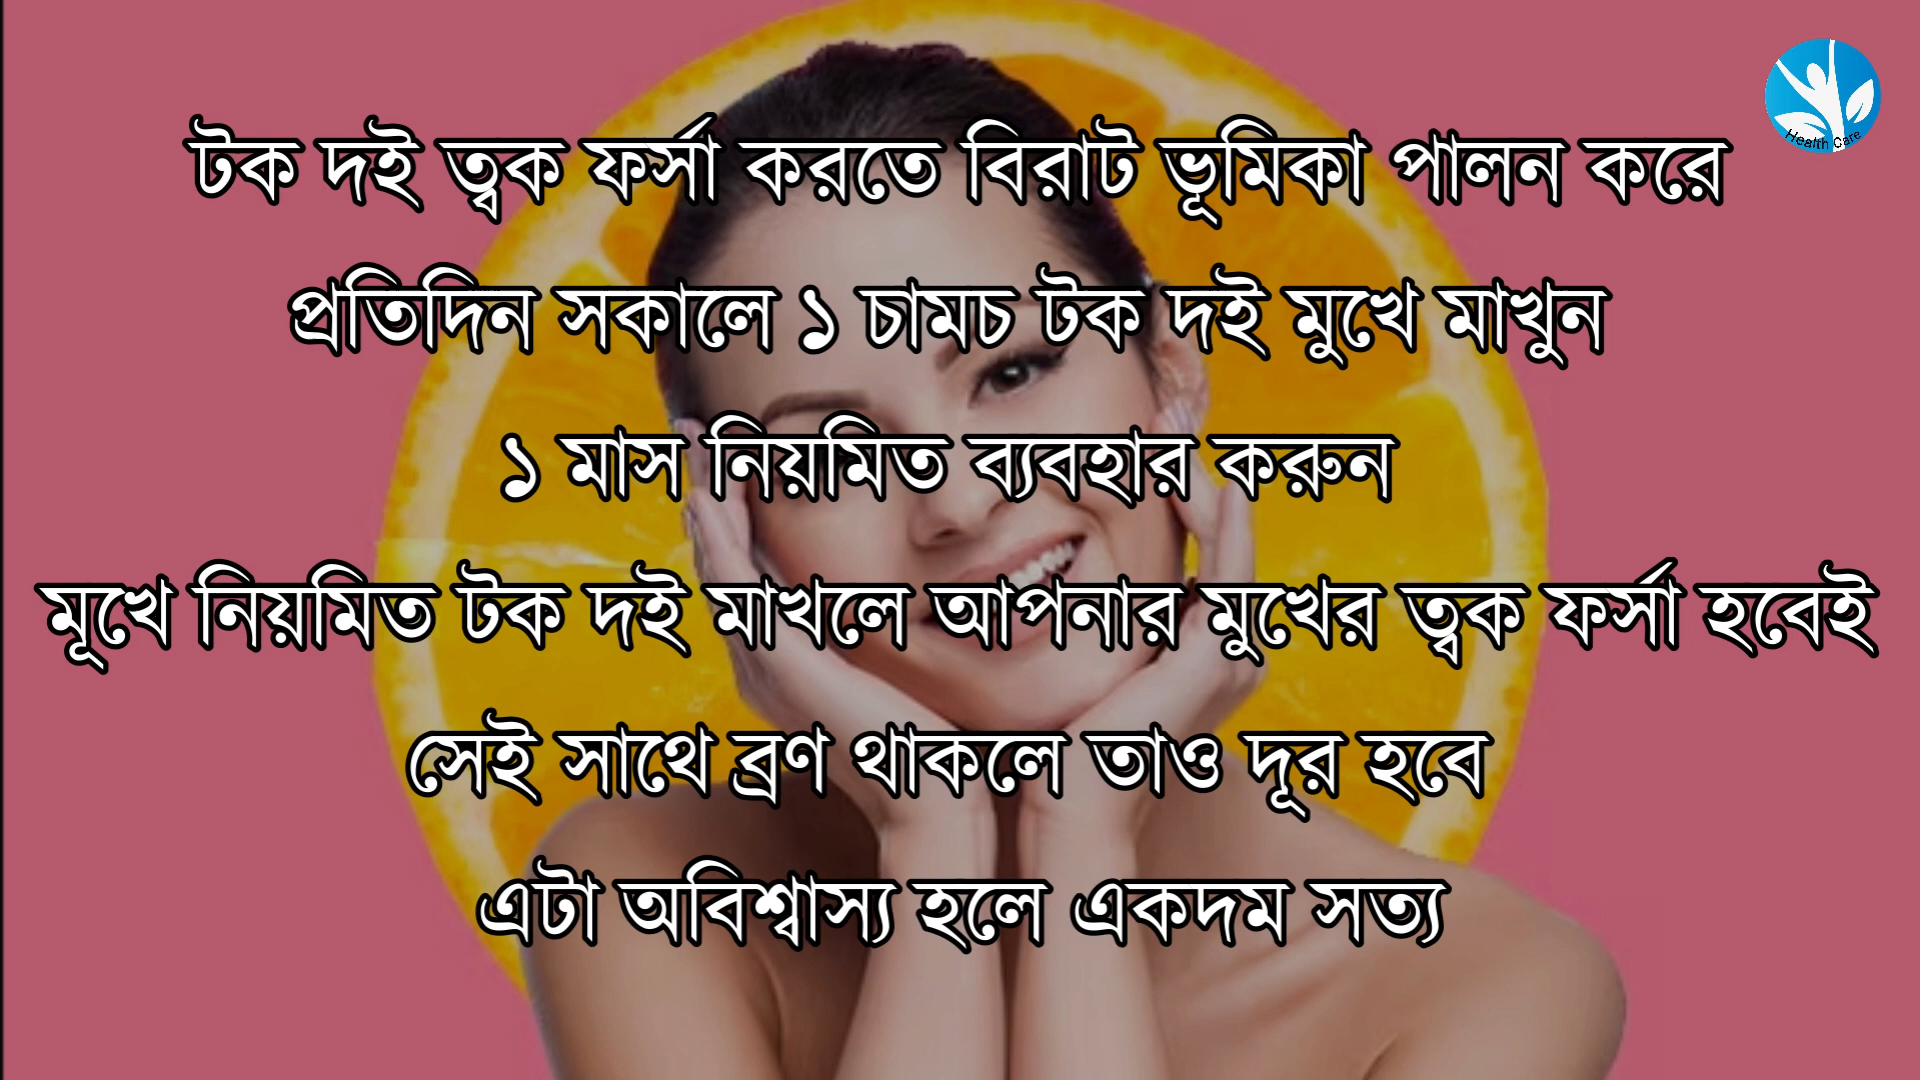 Health Care
টক দই ত্বক ফর্সা করতে বিরাট ভূমিকা পালন করে
প্রতিদিন সকালে ১ চামচ টক দই মুখে মাখুন
১ মাস নিয়মিত ব্যবহার করুন
মূখে নিয়মিত টক দই মাখলে আপনার মুখের ত্বক ফর্সা হবেই
সেই সাথে ব্রণ থাকলে তাও দূর হবে
এটা অবিশ্বাস্য হলে একদম সত্য